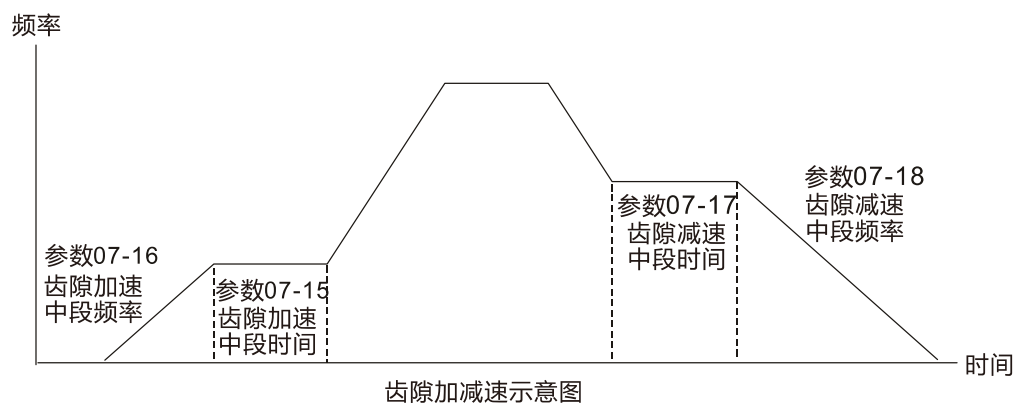 频率
参数07-16
齿隙加速
中段频率
参数07-15
齿隙加速
中段时间
参数07-17
齿隙减速
中段时间
参数07-18
齿隙减速
中段频率
时间
齿隙加减速示意图